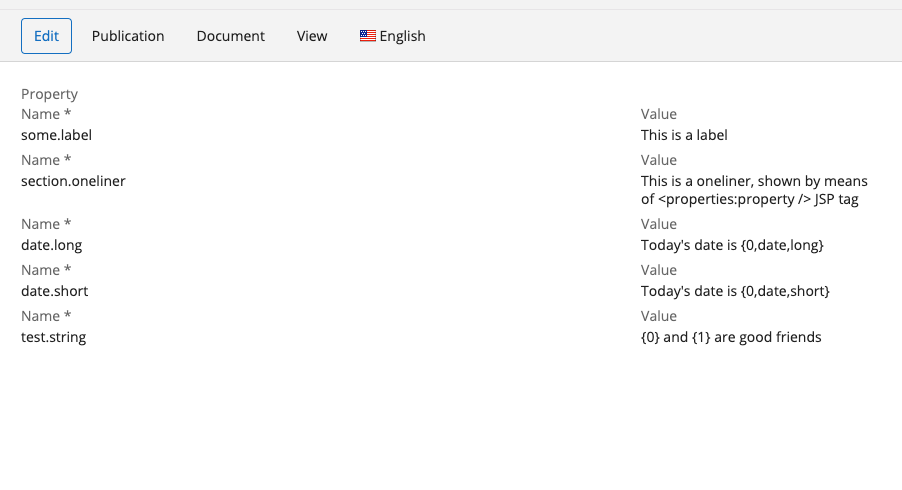 Edit Publication Document View English
Property
Name * Value
some.label This is a label
Name * Value
section.oneliner This is a oneliner, shown by means
of <properties:property /> JSP tag
Name * Value
date.long Today's date is {0,date,long}
Name * Value
date.short Today's date is {0,date,short}
Name * Value
test.string {0} and {1} are good friends